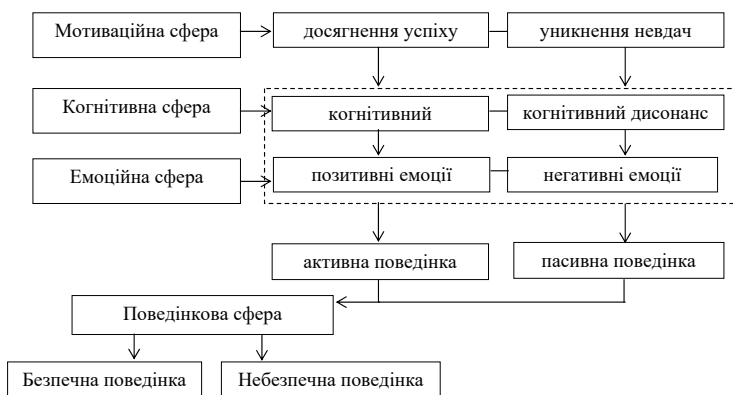 Мотиваційна сфера
досягнення успіху
уникнення невдач
Когнітивна сфера
когнітивний
когнітивний дисонанс
Емоційна сфера
позитивні емоції
негативні емоції
активна поведінка
пасивна поведінка
Поведінкова сфера
Безпечна поведінка
Небезпечна поведінка